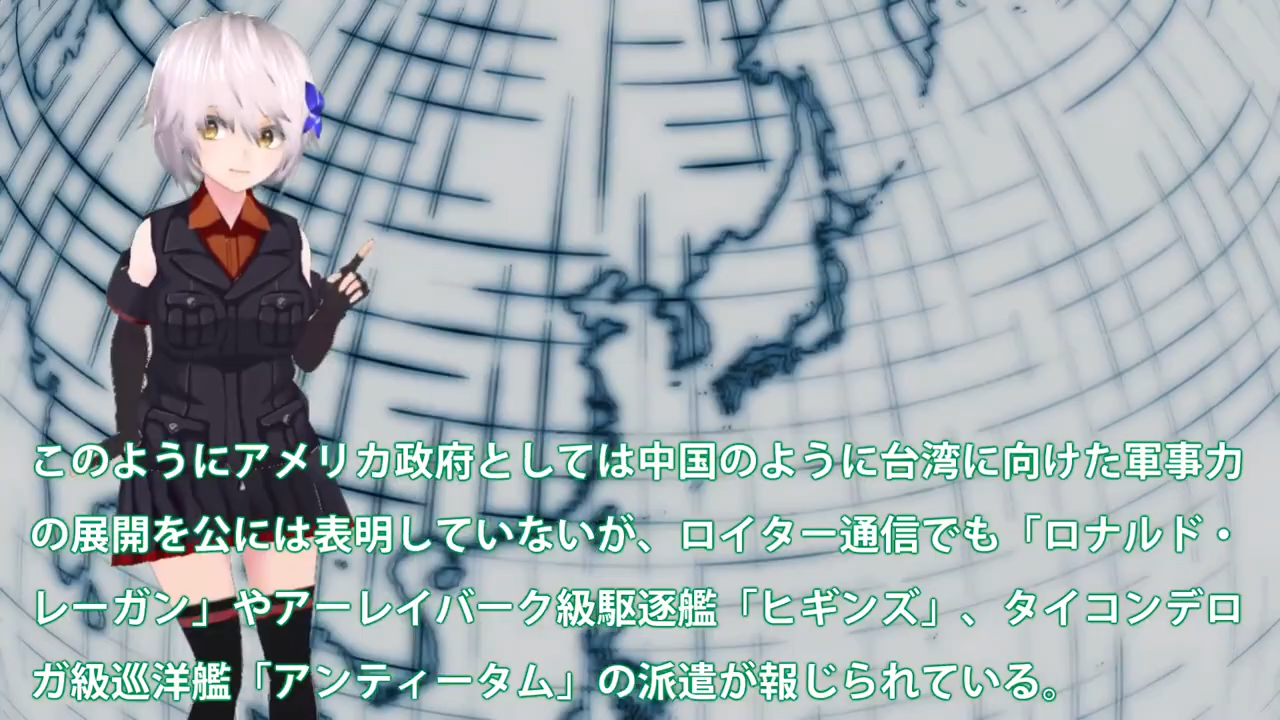 このようにアメリカ政府としては中国のように台湾に向けた軍事力
の展開を公には表明していないが、ロイター通信でも「ロナルド・
レーガン」やアーレイバーク級駆逐艦「ヒギンズ」、タイコンデロ
ガ級巡洋艦「アンティータム」の派遣が報じられている。